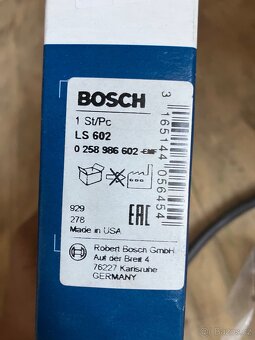 BOSCH
1 St/Pc
LS 602
0 258 986 602
3 165144 056454
929
278
Made in USA
EAC
Robert Bosch GmbH
Auf der Breit 4
76227 Karlsruhe
GERMANY